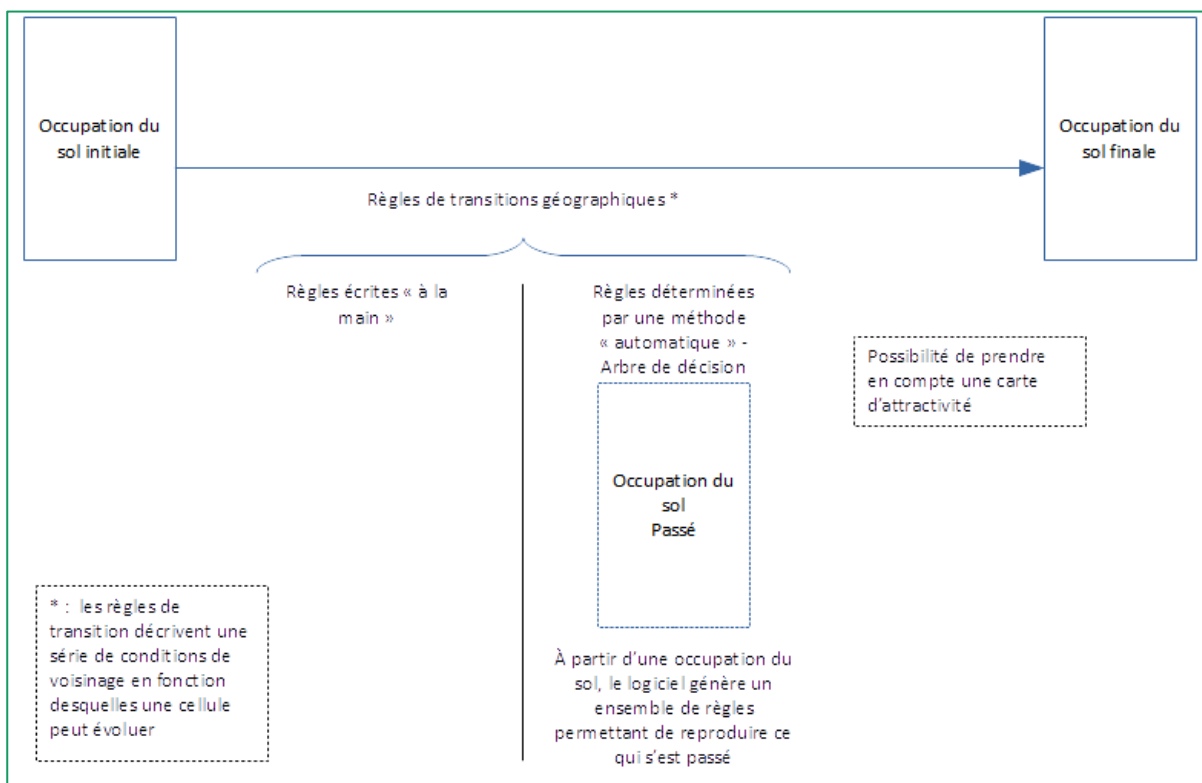 Occupation du
sol initiale
Occupation du
sol finale
Règles de transitions géographiques *
Règles écrites « à la
main »
Règles déterminées
par une méthode
« automatique » -
Arbre de décision
Possibilité de prendre
en compte une carte
d'attractivité
Occupation du
sol
Passé
* : les règles de
transition décrivent une
série de conditions de
voisinage en fonction
desquelles une cellule
peut évoluer
À partir d'une occupation du
sol, le logiciel génère un
ensemble de règles
permettant de reproduire ce
qui s'est passé